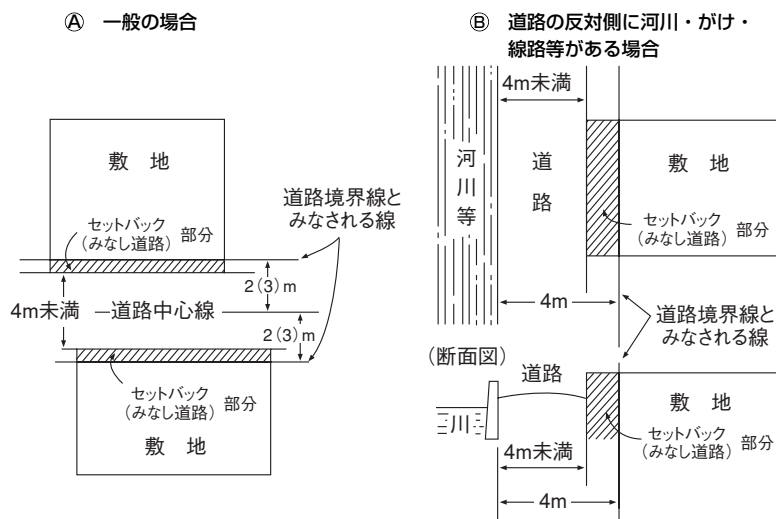 Ⓐ 一般の場合
敷 地
セットバック
(みなし道路)部分
道路境界線と
みなされる線
2(3)m
4m未満
道路中心線
2(3)m
セットバック
(みなし道路)部分
敷 地
Ⓑ 道路の反対側に河川・がけ・
線路等がある場合
4m未満
河川等
道路
敷 地
セットバック
(みなし道路)部分
4m
道路境界線と
みなされる線
(断面図)
道路
川
敷 地
セットバック
(みなし道路)部分
4m未満
4m